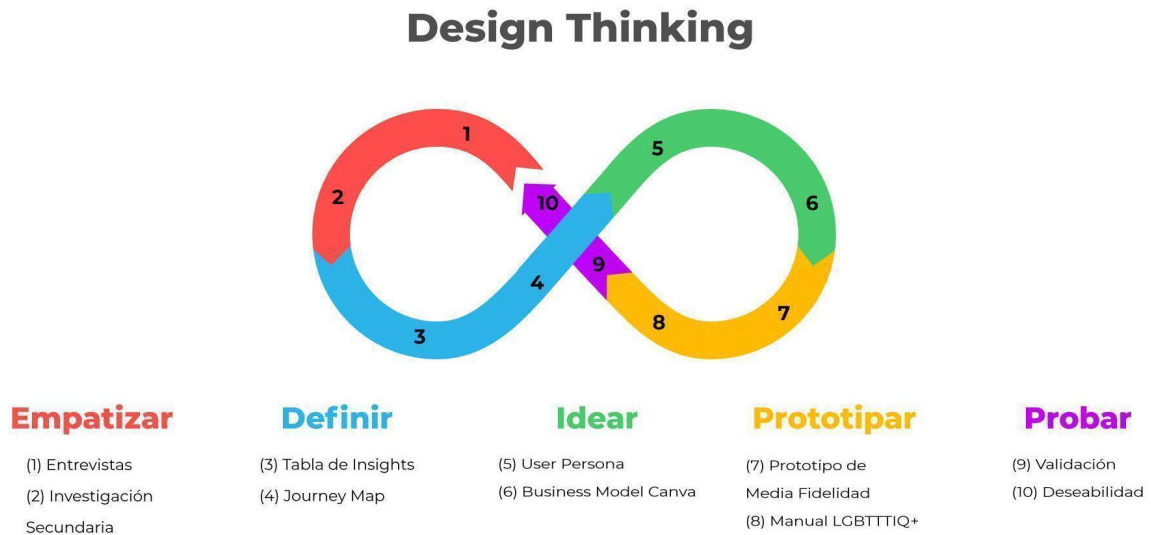 Design Thinking
1
2
3
4
5
6
7
8
9
10
Empatizar
(1) Entrevistas
(2) Investigación
Secundaria
Definir
(3) Tabla de Insights
(4) Journey Map
Idear
(5) User Persona
(6) Business Model Canva
Prototipar
(7) Prototipo de
Media Fidelidad
(8) Manual LGBTTTIQ+
Probar
(9) Validación
(10) Deseabilidad